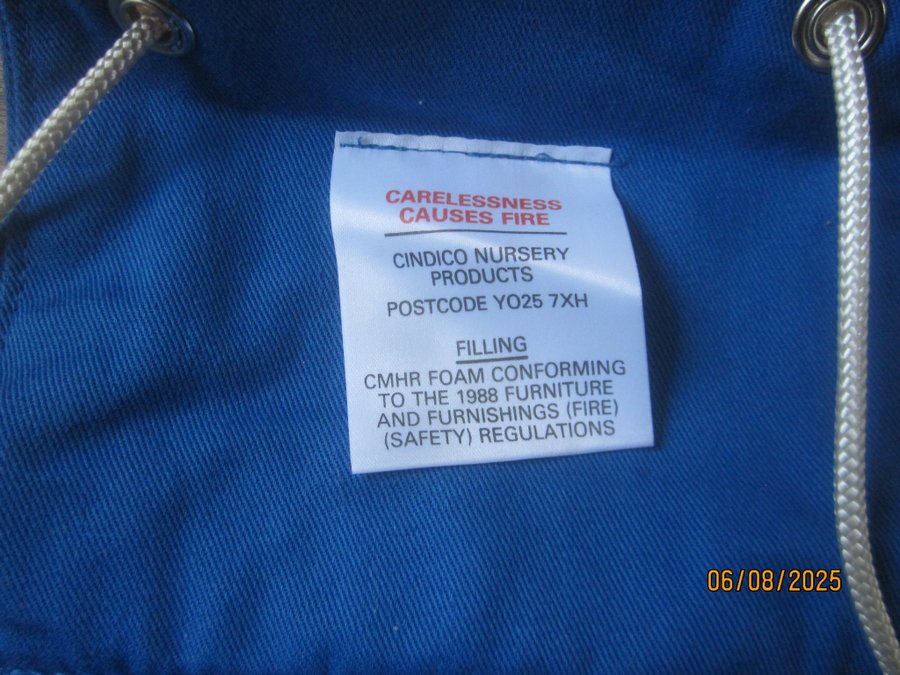 CARELESSNESS
CAUSES FIRE
CINDICO NURSERY
PRODUCTS
POSTCODE YO25 7XH
FILLING
CMHR FOAM CONFORMING
TO THE 1988 FURNITURE
AND FURNISHINGS (FIRE)
(SAFETY) REGULATIONS
06/08/2025